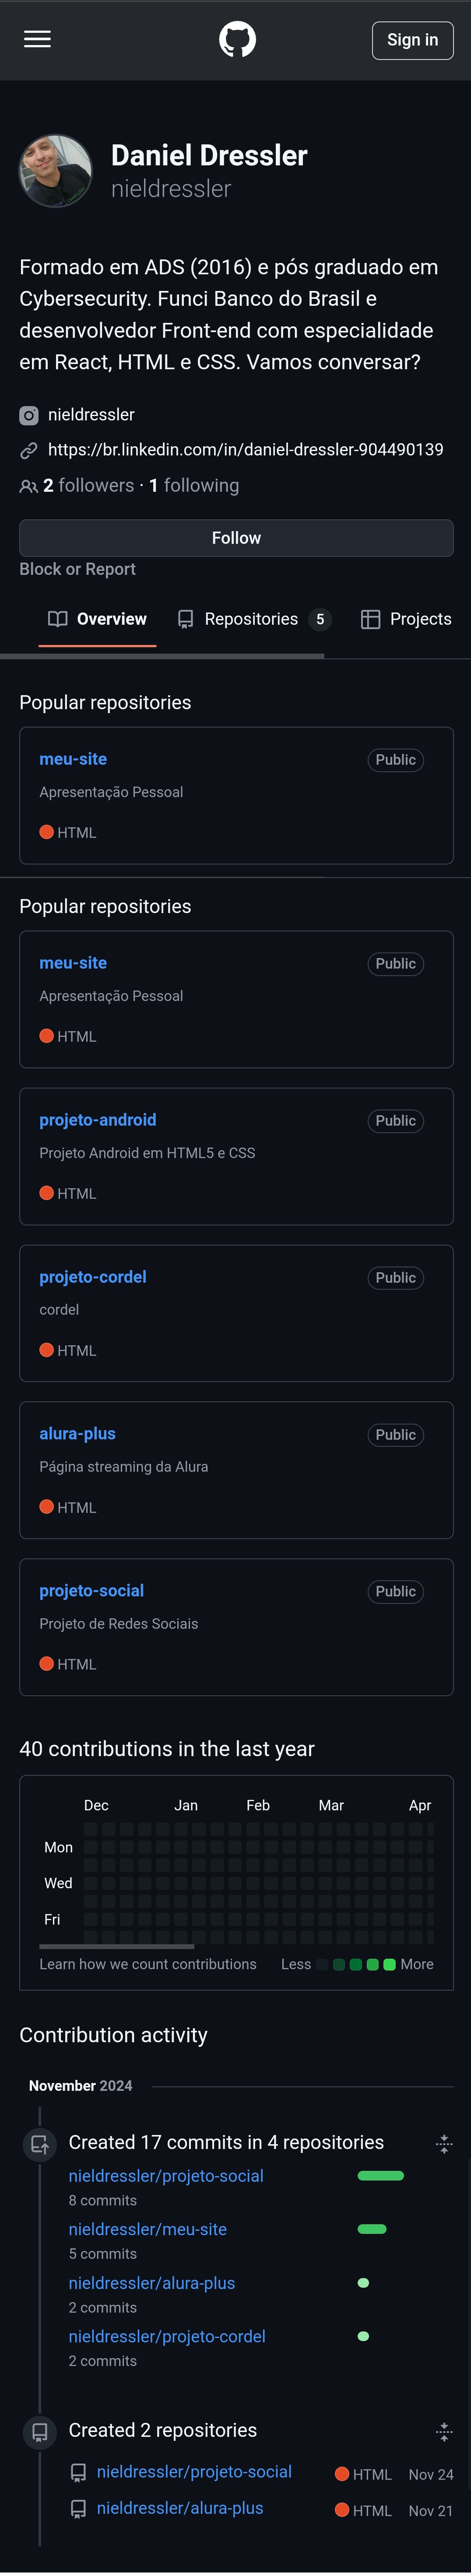 Sign in
Daniel Dressler
nieldressler
Formado em ADS (2016) e pós graduado em
Cybersecurity. Funci Banco do Brasil e
desenvolvedor Front-end com especialidade
em React, HTML e CSS. Vamos conversar?
nieldressler
https://br.linkedin.com/in/daniel-dressler-904490139
2 followers · 1 following
Follow
Block or Report
Overview Repositories 5 Projects
Popular repositories
meu-site Public
Apresentação Pessoal
HTML
Popular repositories
meu-site Public
Apresentação Pessoal
HTML
projeto-android Public
Projeto Android em HTML5 e CSS
HTML
projeto-cordel Public
cordel
HTML
alura-plus Public
Página streaming da Alura
HTML
projeto-social Public
Projeto de Redes Sociais
HTML
40 contributions in the last year
Dec Jan Feb Mar Apr
Mon
Wed
Fri
Learn how we count contributions Less More
Contribution activity
November 2024
Created 17 commits in 4 repositories
nieldressler/projeto-social
8 commits
nieldressler/meu-site
5 commits
nieldressler/alura-plus
2 commits
nieldressler/projeto-cordel
2 commits
Created 2 repositories
nieldressler/projeto-social HTML Nov 24
nieldressler/alura-plus HTML Nov 21